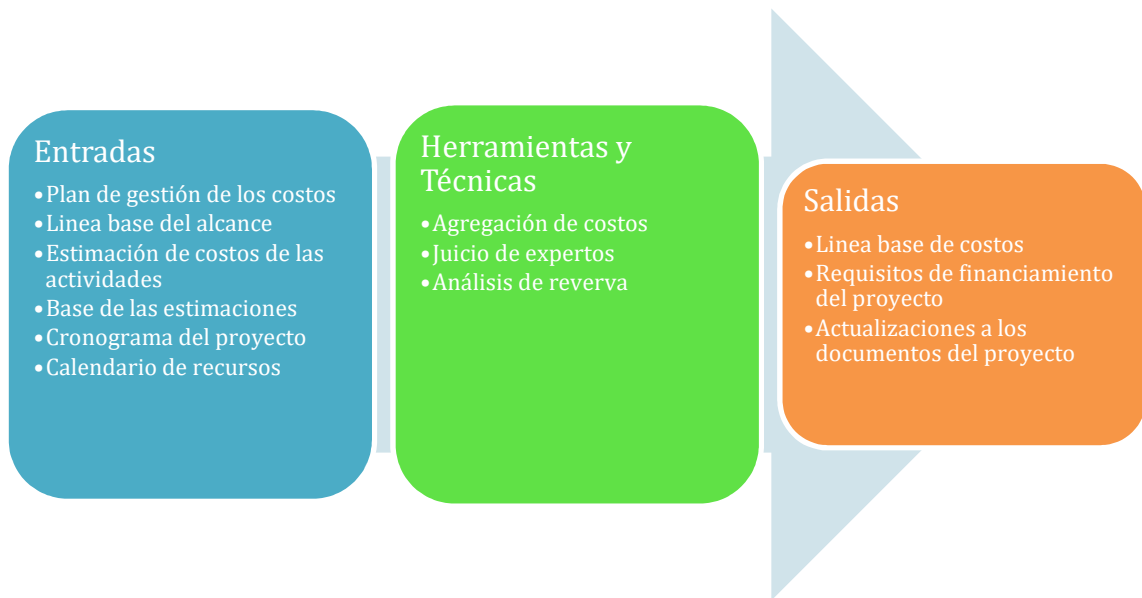 Entradas
•Plan de gestión de los costos
•Linea base del alcance
•Estimación de costos de las
actividades
•Base de las estimaciones
•Cronograma del proyecto
•Calendario de recursos
Herramientas y
Técnicas
•Agregación de costos
•Juicio de expertos
•Análisis de reverva
Salidas
•Linea base de costos
•Requisitos de financiamiento
del proyecto
•Actualizaciones a los
documentos del proyecto